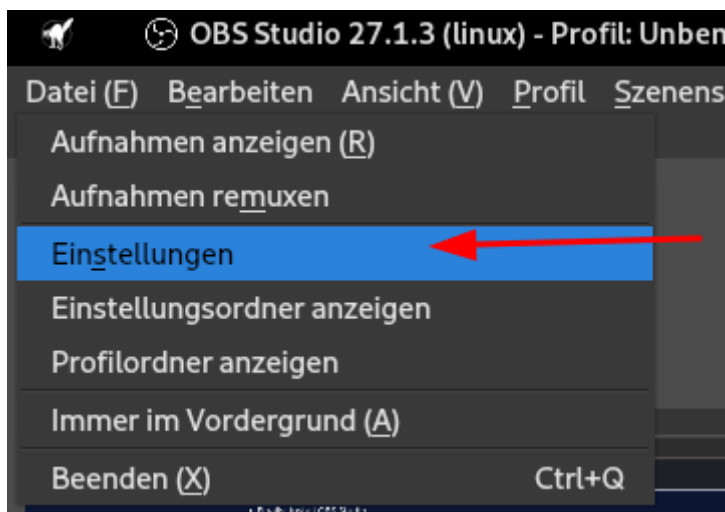 OBS Studio 27.1.3 (linux) - Profil: Unben
Datei (F) Bearbeiten Ansicht (V) Profil Szenens
Aufnahmen anzeigen (R)
Aufnahmen remuxen
Einstellungen
Einstellungsordner anzeigen
Profilordner anzeigen
Immer im Vordergrund (A)
Beenden (X) Ctrl+Q